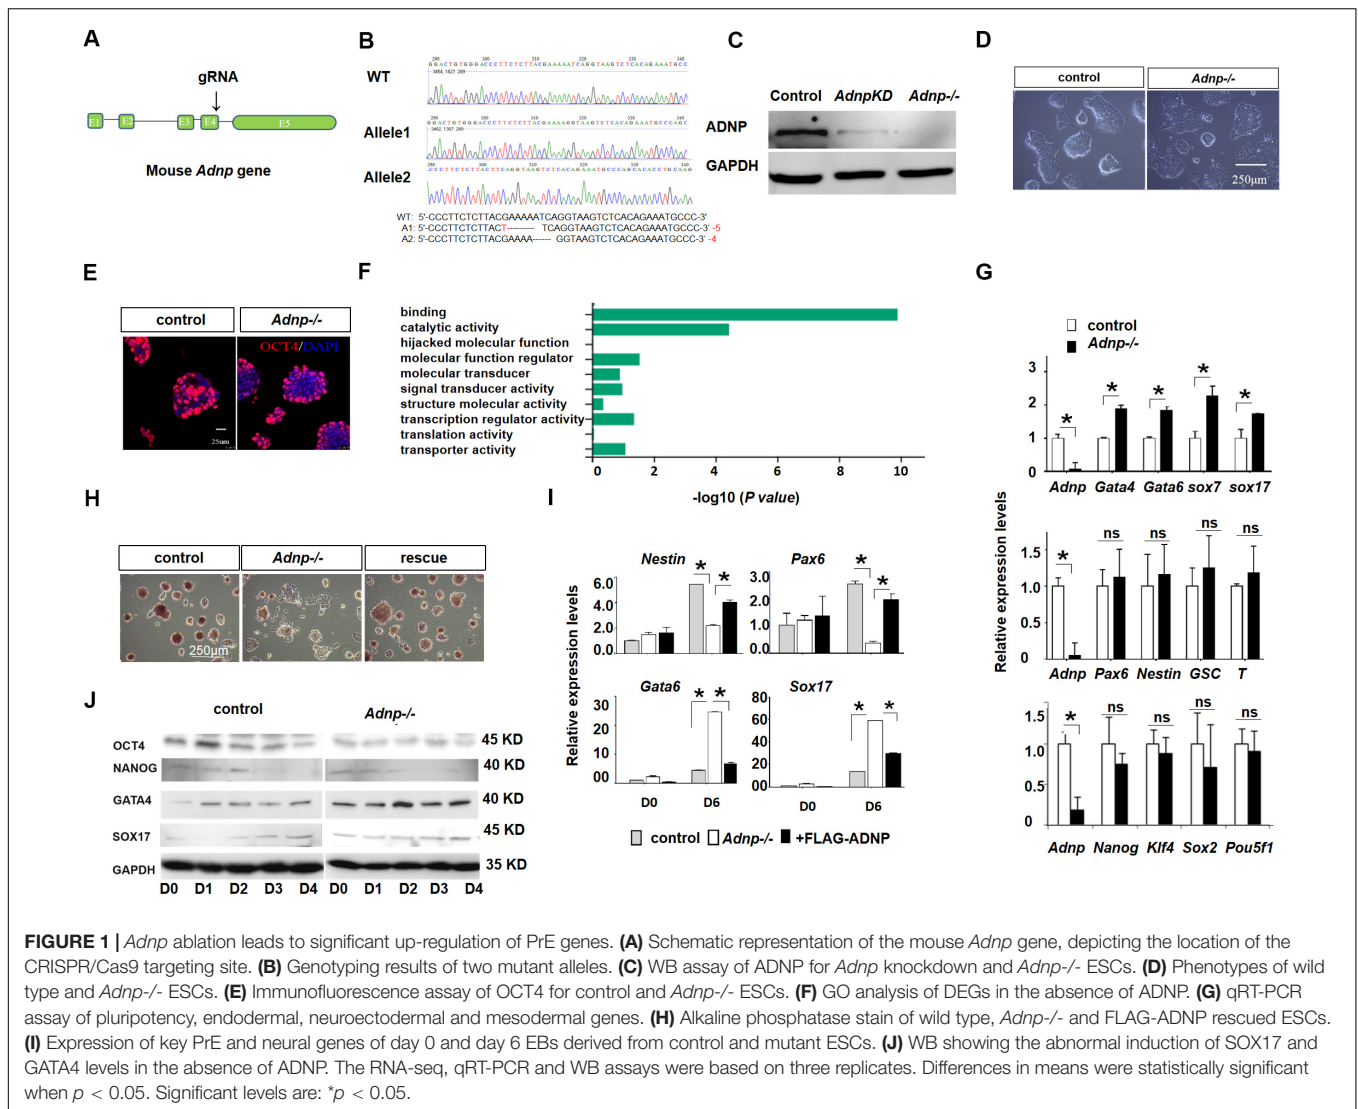 A
gRNA
E1 E2 E3 E4 E5
Mouse Adnp gene
B
WT
280 290 300 310 320 330 340
GGACTGTGGGACCCTTCTCTTACGAAAAATCAGGTAAGTCTCACAGAAATGCC
Allele1
Allele2
WT: 5'-CCCTTCTCTTACGAAAAATCAGGTAAGTCTCACAGAAATGCCC-3'
A1: 5'-CCCTTCTCTTACT--------- TCAGGTAAGTCTCACAGAAATGCCC-3' -5
A2: 5'-CCCTTCTCTTACGAAAA------ GGTAAGTCTCACAGAAATGCCC-3' -4
C
Control AdnpKD Adnp-/-
ADNP
GAPDH
D
control Adnp-/-
250μm
E
control Adnp-/-
OCT4/DAPI
25um
F
binding
catalytic activity
hijacked molecular function
molecular function regulator
molecular transducer
signal transducer activity
structure molecular activity
transcription regulator activity
translation activity
transporter activity
0 2 4 6 8 10
-log10 (P value)
G
control
Adnp-/-
3
2
1
0
* * * * *
Adnp Gata4 Gata6 sox7 sox17
Relative expression levels
1.5
1.0
0.5
0
* ns ns ns ns
Adnp Pax6 Nestin GSC T
1.5
1.0
0.5
0
* ns ns ns ns
Adnp Nanog Klf4 Sox2 Pou5f1
H
control Adnp-/- rescue
250μm
I
Relative expression levels
Nestin
6.0
4.0
2.0
0.0
* *
Pax6
3.0
2.0
1.0
0.0
* *
Gata6
30
20
10
00
* *
D0 D6
Sox17
80
60
40
20
00
* *
D0 D6
control Adnp-/- +FLAG-ADNP
J
control Adnp-/-
OCT4 45 KD
NANOG 40 KD
GATA4 40 KD
SOX17 45 KD
GAPDH 35 KD
D0 D1 D2 D3 D4 D0 D1 D2 D3 D4
FIGURE 1 | Adnp ablation leads to significant up-regulation of PrE genes. (A) Schematic representation of the mouse Adnp gene, depicting the location of the
CRISPR/Cas9 targeting site. (B) Genotyping results of two mutant alleles. (C) WB assay of ADNP for Adnp knockdown and Adnp-/- ESCs. (D) Phenotypes of wild
type and Adnp-/- ESCs. (E) Immunofluorescence assay of OCT4 for control and Adnp-/- ESCs. (F) GO analysis of DEGs in the absence of ADNP. (G) qRT-PCR
assay of pluripotency, endodermal, neuroectodermal and mesodermal genes. (H) Alkaline phosphatase stain of wild type, Adnp-/- and FLAG-ADNP rescued ESCs.
(I) Expression of key PrE and neural genes of day 0 and day 6 EBs derived from control and mutant ESCs. (J) WB showing the abnormal induction of SOX17 and
GATA4 levels in the absence of ADNP. The RNA-seq, qRT-PCR and WB assays were based on three replicates. Differences in means were statistically significant
when p < 0.05. Significant levels are: *p < 0.05.